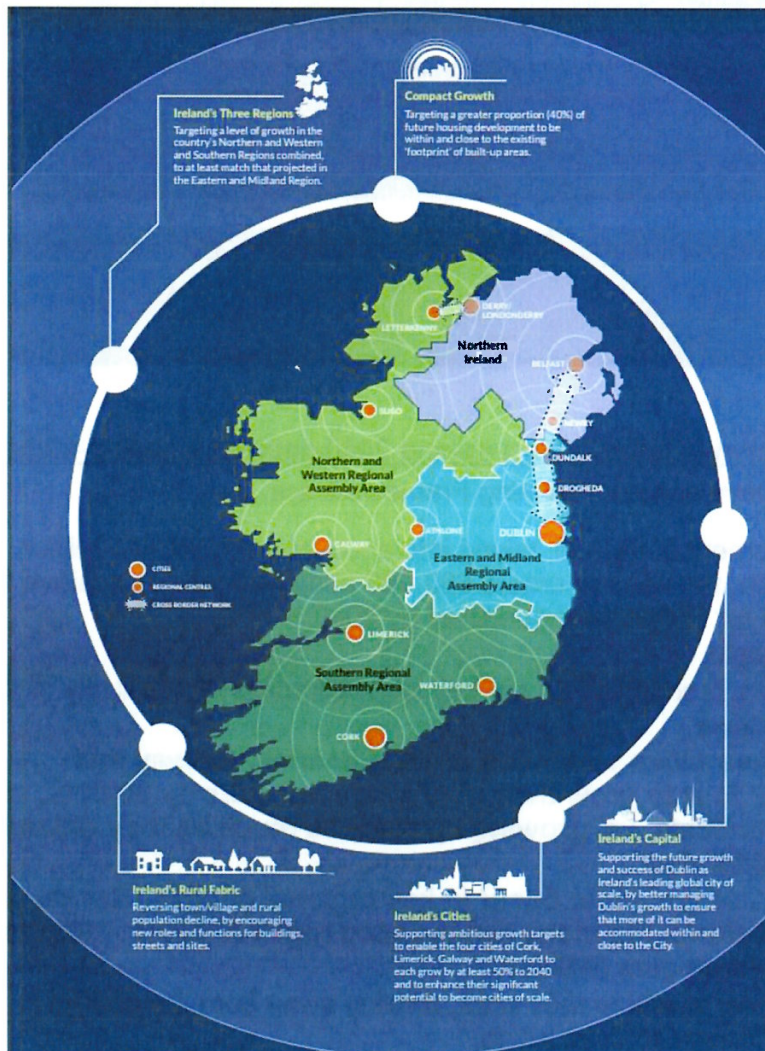 Ireland's Three Regions
Targeting a level of growth in the
country's Northern and Western
and Southern Regions combined,
to at least match that projected in
the Eastern and Midland Region.
Compact Growth
Targeting a greater proportion (40%) of
future housing development to be
within and close to the existing
'footprint' of built-up areas.
LETTERKENNY
DERRY/
LONDONDERRY
Northern
Ireland
BELFAST
SLIGO
NEWRY
DUNDALK
DROGHEDA
Northern and
Western Regional
Assembly Area
ATHLONE
DUBLIN
GALWAY
Eastern and Midland
Regional
Assembly Area
CITIES
REGIONAL CENTRES
CROSS BORDER NETWORK
LIMERICK
Southern Regional
Assembly Area
WATERFORD
CORK
Ireland's Rural Fabric
Reversing town/village and rural
population decline, by encouraging
new roles and functions for buildings,
streets and sites.
Ireland's Cities
Supporting ambitious growth targets
to enable the four cities of Cork,
Limerick, Galway and Waterford to
each grow by at least 50% to 2040
and to enhance their significant
potential to become cities of scale.
Ireland's Capital
Supporting the future growth
and success of Dublin as
Ireland's leading global city of
scale, by better managing
Dublin's growth to ensure
that more of it can be
accommodated within and
close to the City.